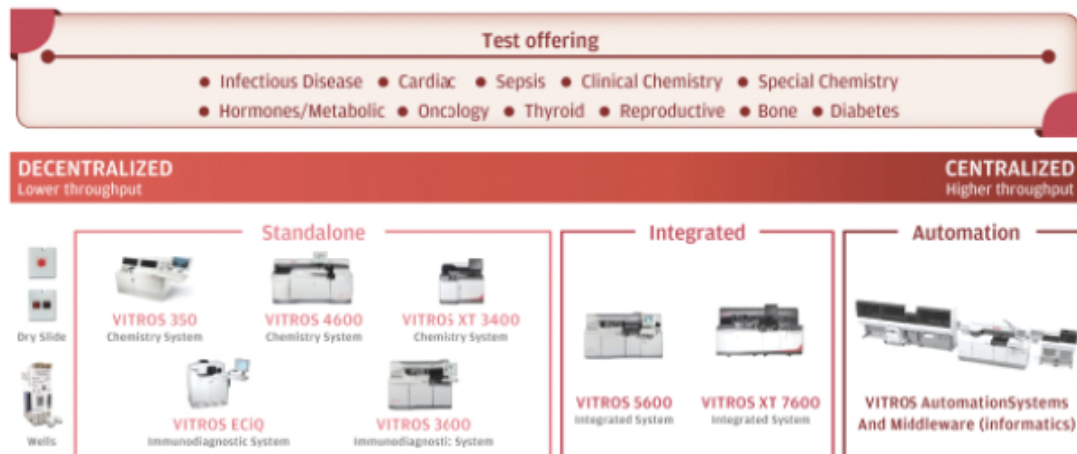 Test offering
• Infectious Disease • Cardiac • Sepsis • Clinical Chemistry • Special Chemistry
• Hormones/Metabolic • Oncology • Thyroid • Reproductive • Bone • Diabetes
DECENTRALIZED
Lower throughput
CENTRALIZED
Higher throughput
Standalone
Integrated
Automation
Dry Slide
Wells
VITROS 350
Chemistry System
VITROS 4600
Chemistry System
VITROS XT 3400
Chemistry System
VITROS ECiQ
Immunodiagnostic System
VITROS 3600
Immunodiagnostic System
VITROS 5600
Integrated System
VITROS XT 7600
Integrated System
VITROS AutomationSystems
And Middleware (informatics)